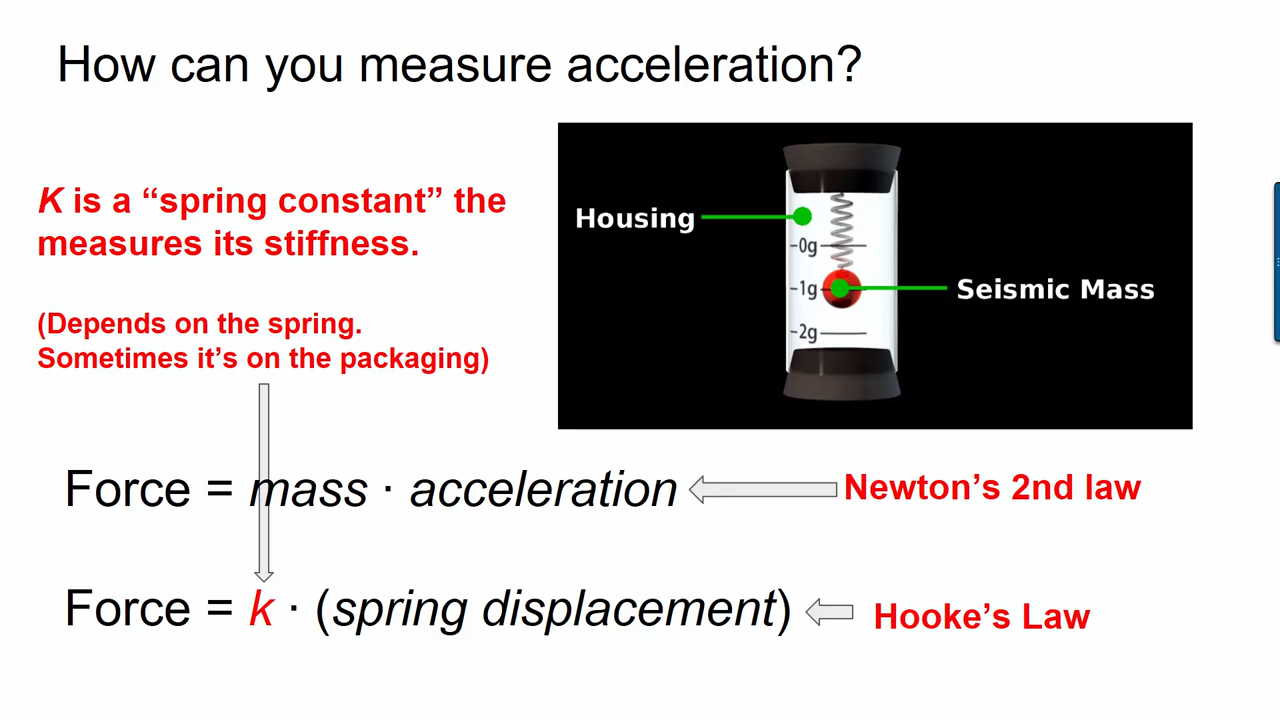 How can you measure acceleration?
K is a “spring constant” the
measures its stiffness.
(Depends on the spring.
Sometimes it’s on the packaging)
Housing
-0g
-1g
Seismic Mass
-2g
Force = mass · acceleration
Newton’s 2nd law
Force = k · (spring displacement)
Hooke’s Law